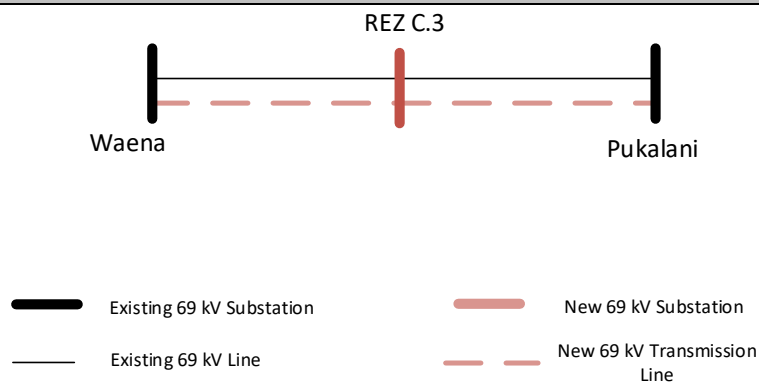 REZ C.3
Waena
Pukalani
Existing 69 kV Substation
New 69 kV Substation
Existing 69 kV Line
New 69 kV Transmission
Line